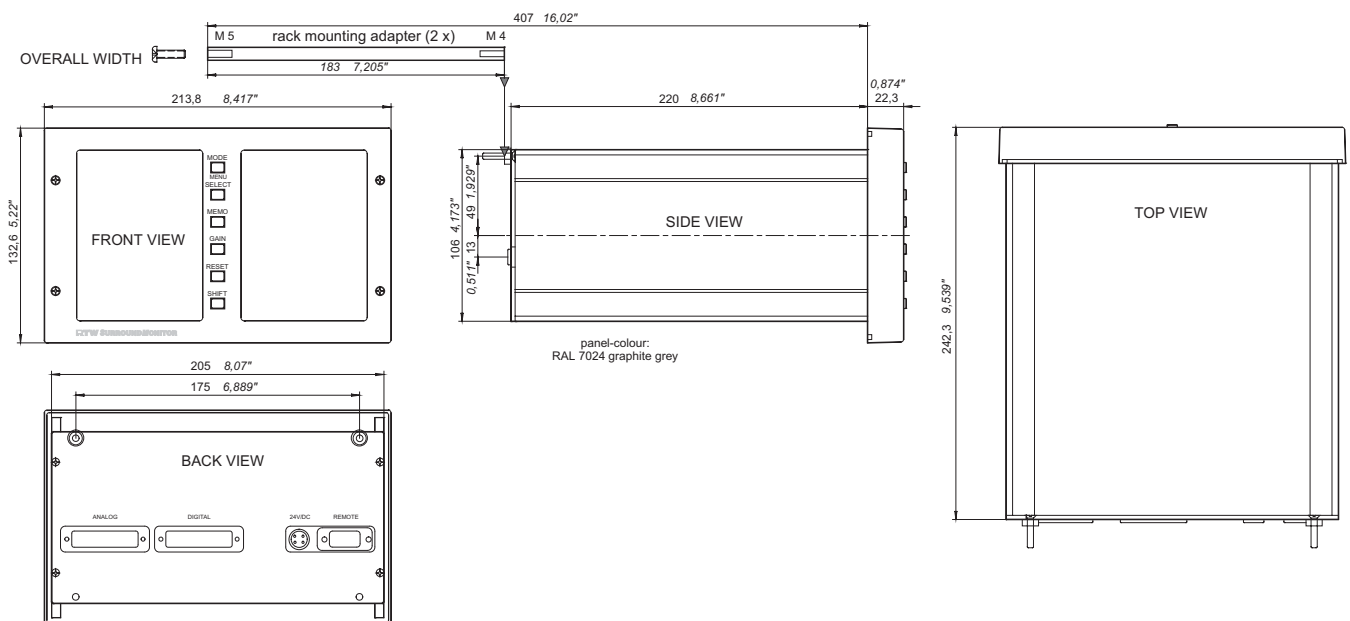 407 16,02"
M 5 rack mounting adapter (2 x) M 4
OVERALL WIDTH
183 7,205"
213,8 8,417"
220 8,661"
0,874"
22,3
132,6 5,22"
FRONT VIEW
MODE
MENU
SELECT
MEMO
GAIN
RESET
SHIFT
RTW SURROUNDMONITOR
106 4,173"
49 1,929"
13
0,511"
SIDE VIEW
panel-colour:
RAL 7024 graphite grey
TOP VIEW
242,3 9,539"
205 8,07"
175 6,889"
BACK VIEW
ANALOG
DIGITAL
24V/DC
REMOTE